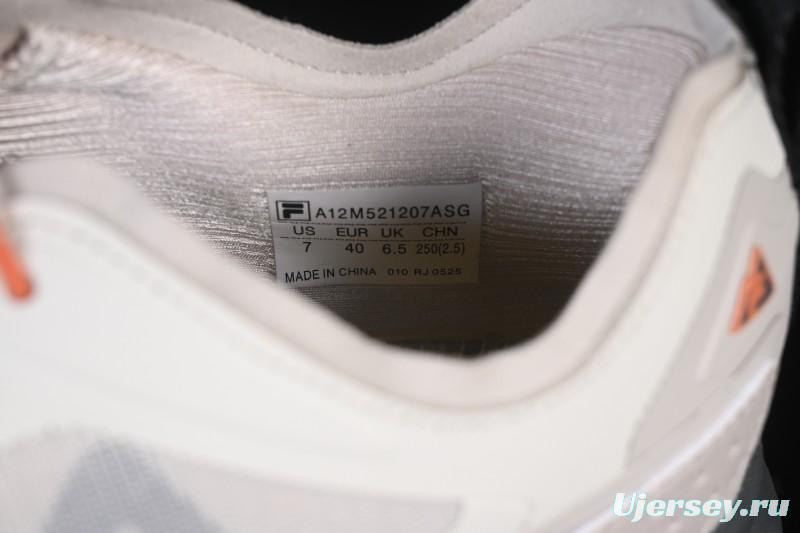 A12M521207ASG
US EUR UK CHN
7 40 6.5 250(2.5)
MADE IN CHINA 010 RJ 0525
Ujersey.ru